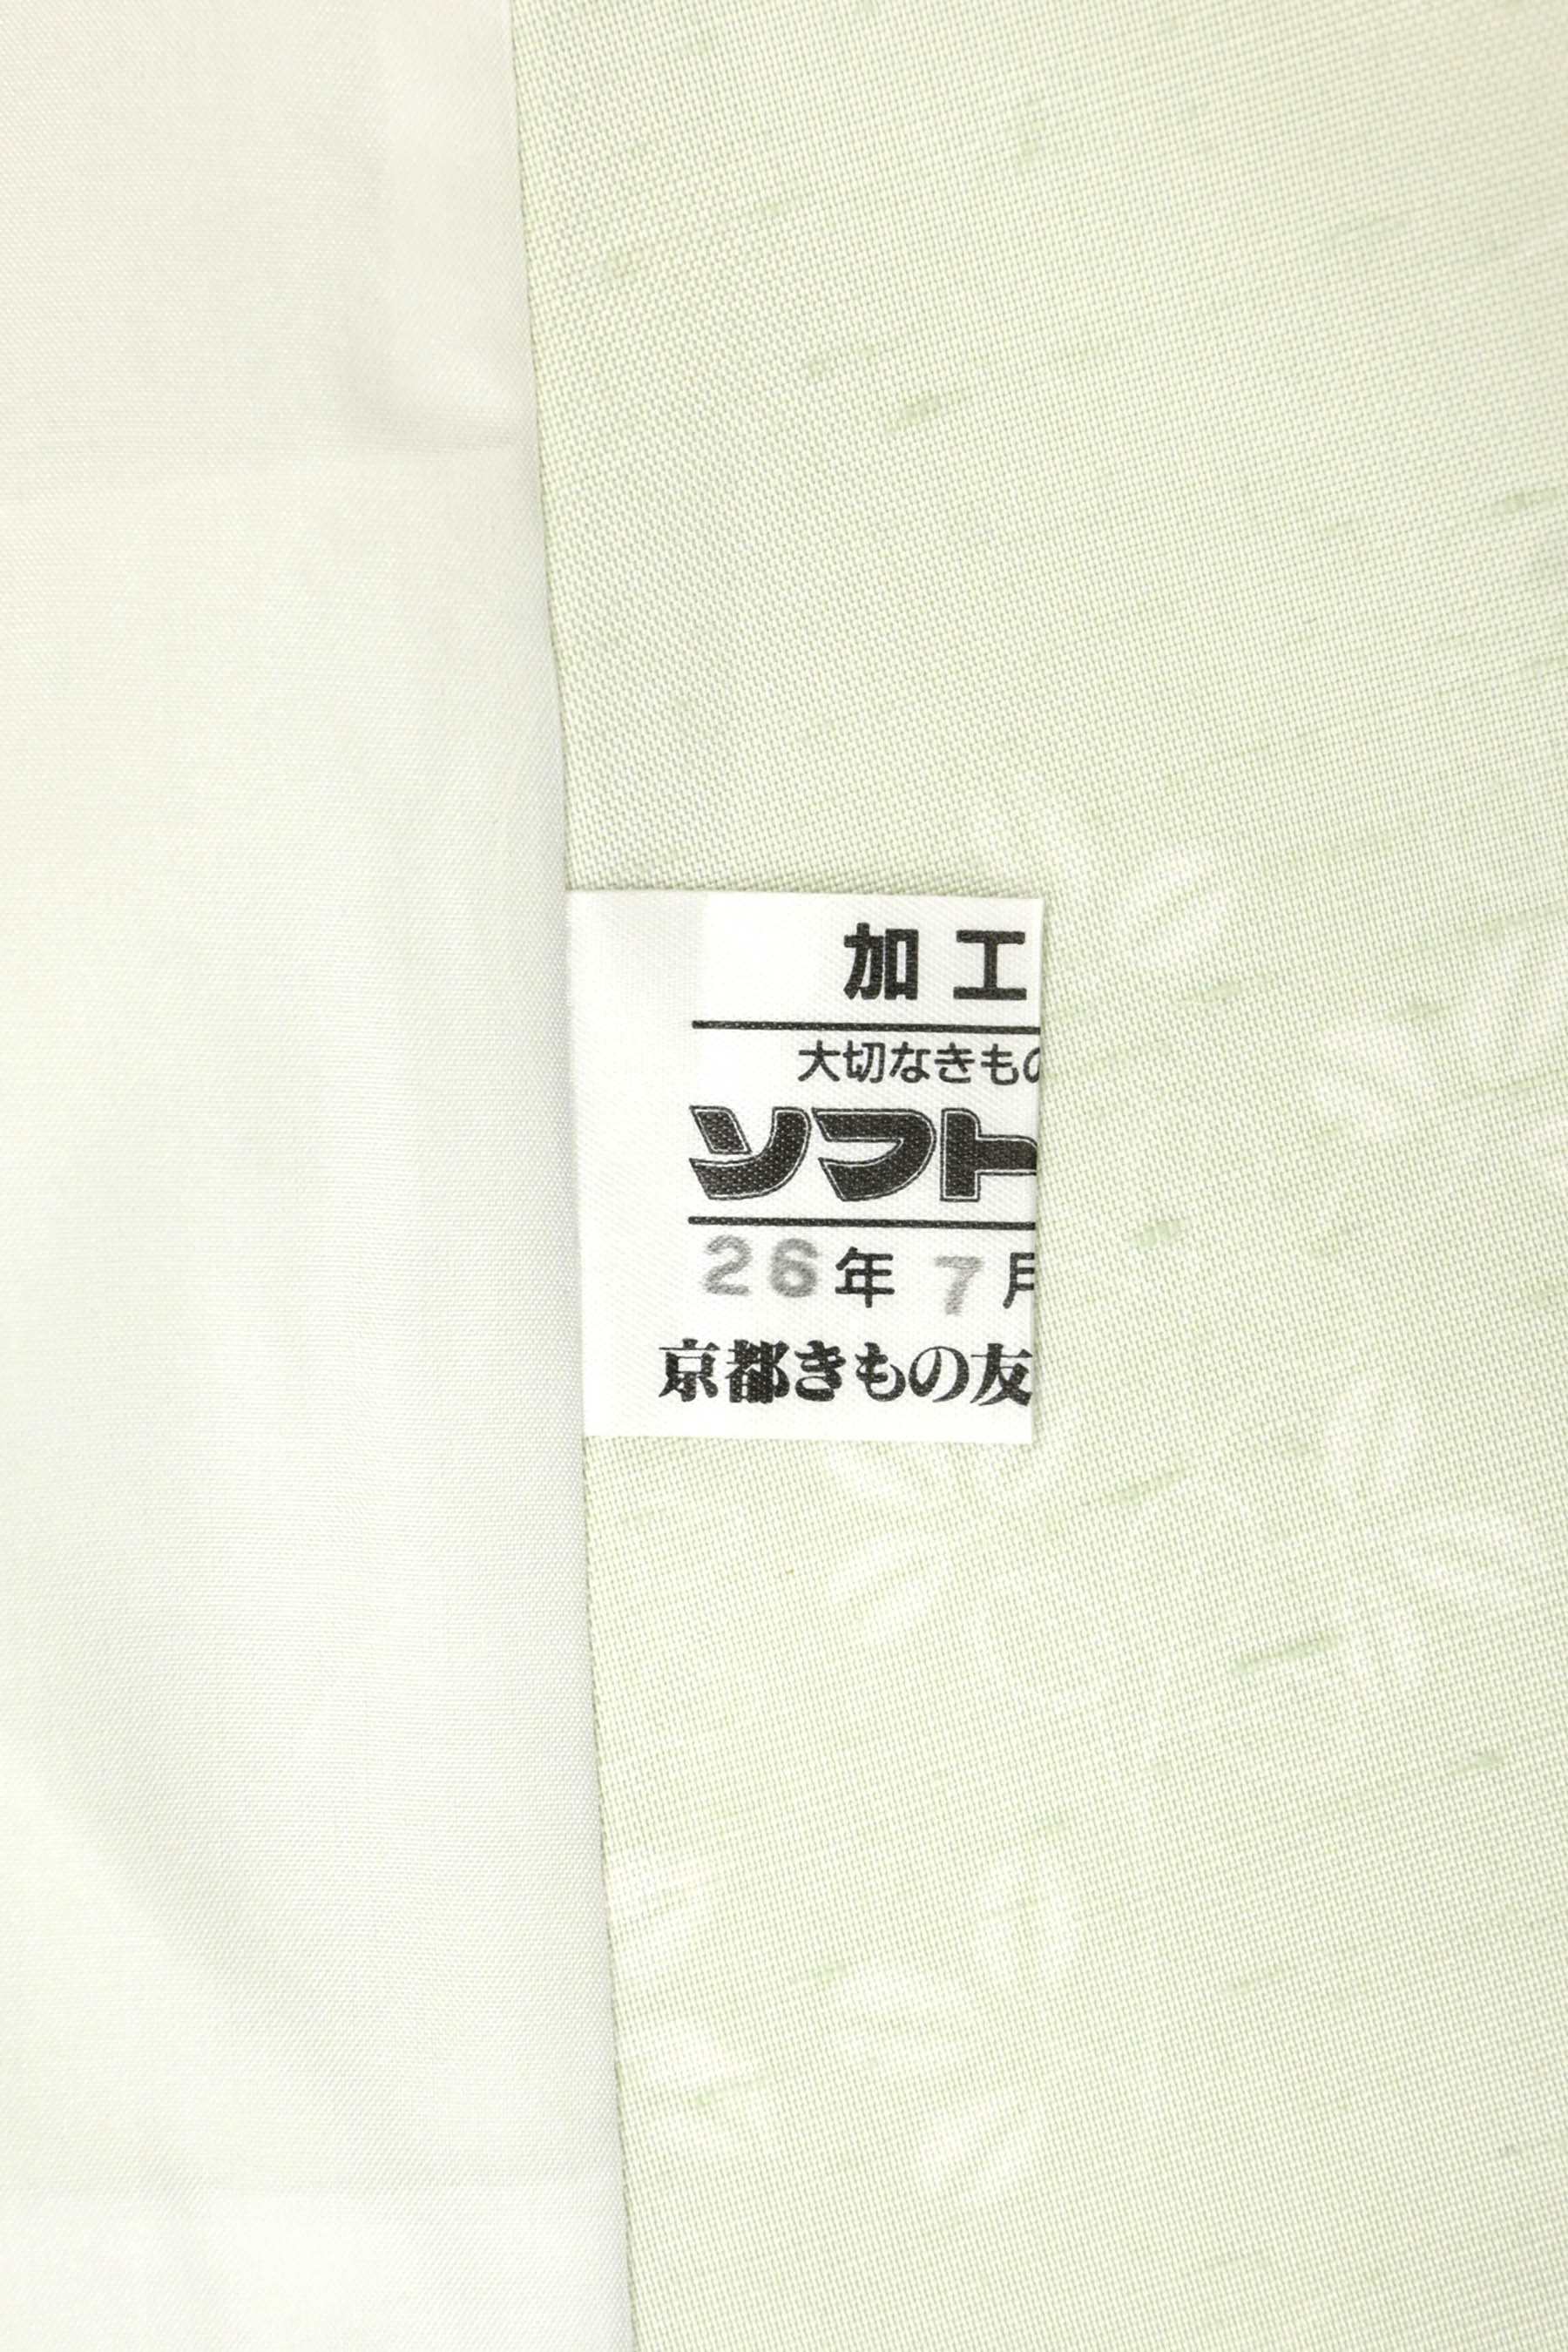 加工
大切なきもの
ソフト
26年 7月
京都きもの友